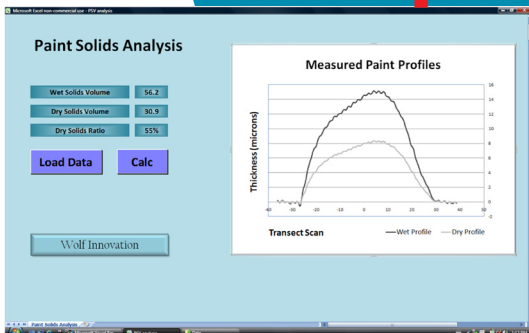 Microsoft Excel non-commercial use - PSV analysis
Paint Solids Analysis
Wet Solids Volume 56.2
Dry Solids Volume 30.9
Dry Solids Ratio 55%
Load Data Calc
Wolf Innovation
Measured Paint Profiles
Thickness (microns)
16
14
12
10
8
6
4
2
0
-2
-40 -30 -20 -10 0 10 20 30 40 50
Transect Scan
Wet Profile Dry Profile
Paint Solids Analysis